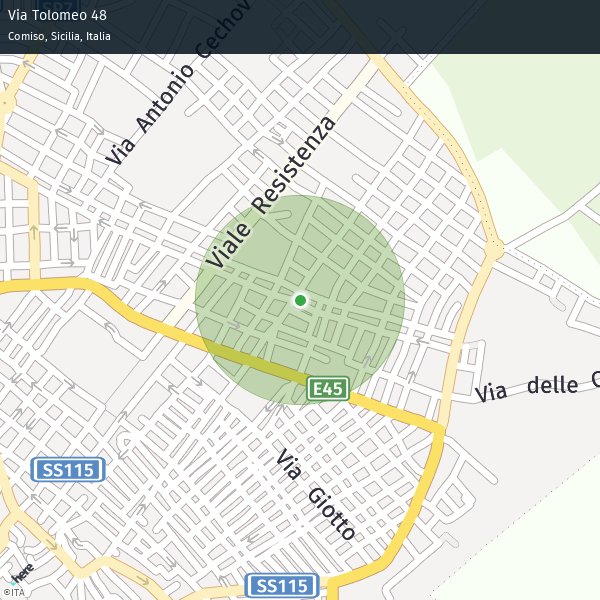 Via Tolomeo 48
Comiso, Sicilia, Italia
SP7
Via Antonio Cechov
Viale Resistenza
E45
Via delle C
SS115
Via Giotto
SS115
here
©ITA